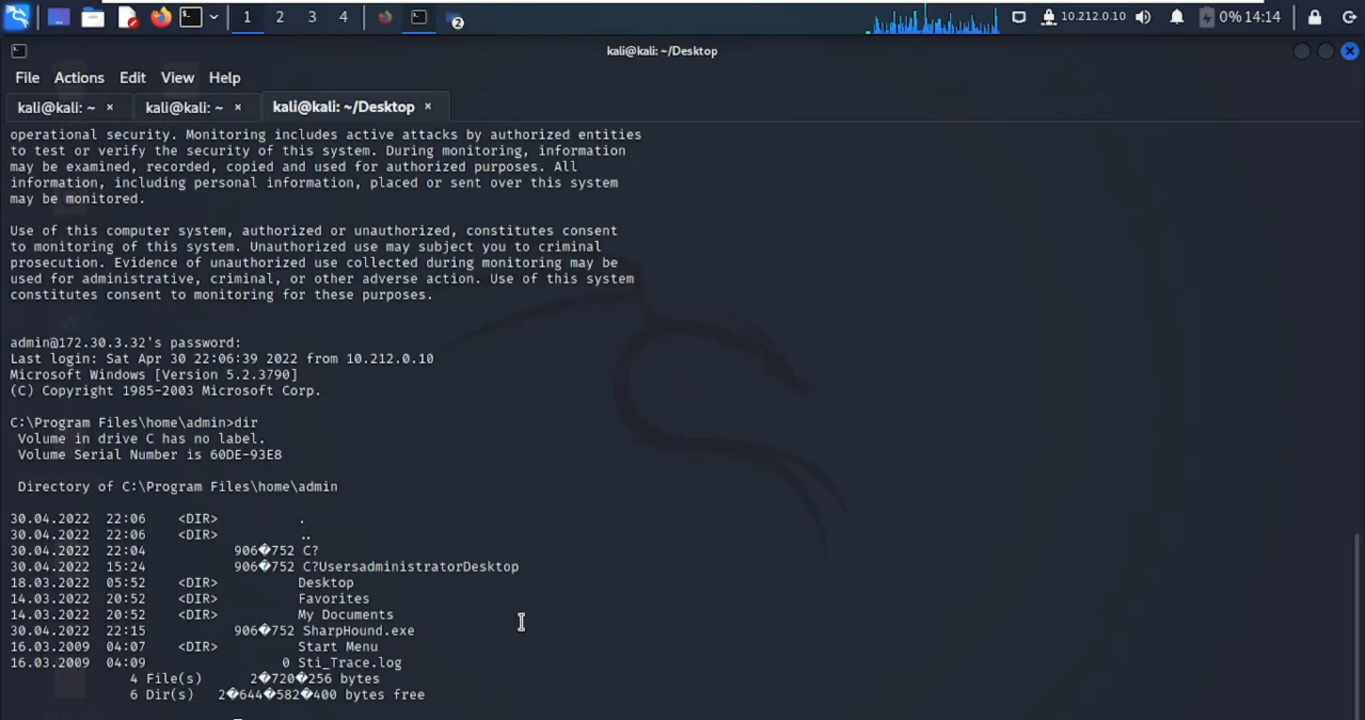 1 2 3 4 2 10.212.0.10 0% 14:14
kali@kali: ~/Desktop
File Actions Edit View Help
kali@kali: ~ × kali@kali: ~ × kali@kali: ~/Desktop ×
operational security. Monitoring includes active attacks by authorized entities
to test or verify the security of this system. During monitoring, information
may be examined, recorded, copied and used for authorized purposes. All
information, including personal information, placed or sent over this system
may be monitored.
Use of this computer system, authorized or unauthorized, constitutes consent
to monitoring of this system. Unauthorized use may subject you to criminal
prosecution. Evidence of unauthorized use collected during monitoring may be
used for administrative, criminal, or other adverse action. Use of this system
constitutes consent to monitoring for these purposes.
admin@172.30.3.32's password:
Last login: Sat Apr 30 22:06:39 2022 from 10.212.0.10
Microsoft Windows [Version 5.2.3790]
(C) Copyright 1985-2003 Microsoft Corp.
C:\Program Files\home\admin>dir
Volume in drive C has no label.
Volume Serial Number is 60DE-93E8
Directory of C:\Program Files\home\admin
30.04.2022 22:06 <DIR> .
30.04.2022 22:06 <DIR> ..
30.04.2022 22:04 906�752 C?
30.04.2022 15:24 906�752 C?UsersadministratorDesktop
18.03.2022 05:52 <DIR> Desktop
14.03.2022 20:52 <DIR> Favorites
14.03.2022 20:52 <DIR> My Documents
30.04.2022 22:15 906�752 SharpHound.exe
16.03.2009 04:07 <DIR> Start Menu
16.03.2009 04:09 0 Sti_Trace.log
4 File(s) 2�720�256 bytes
6 Dir(s) 2�644�582�400 bytes free